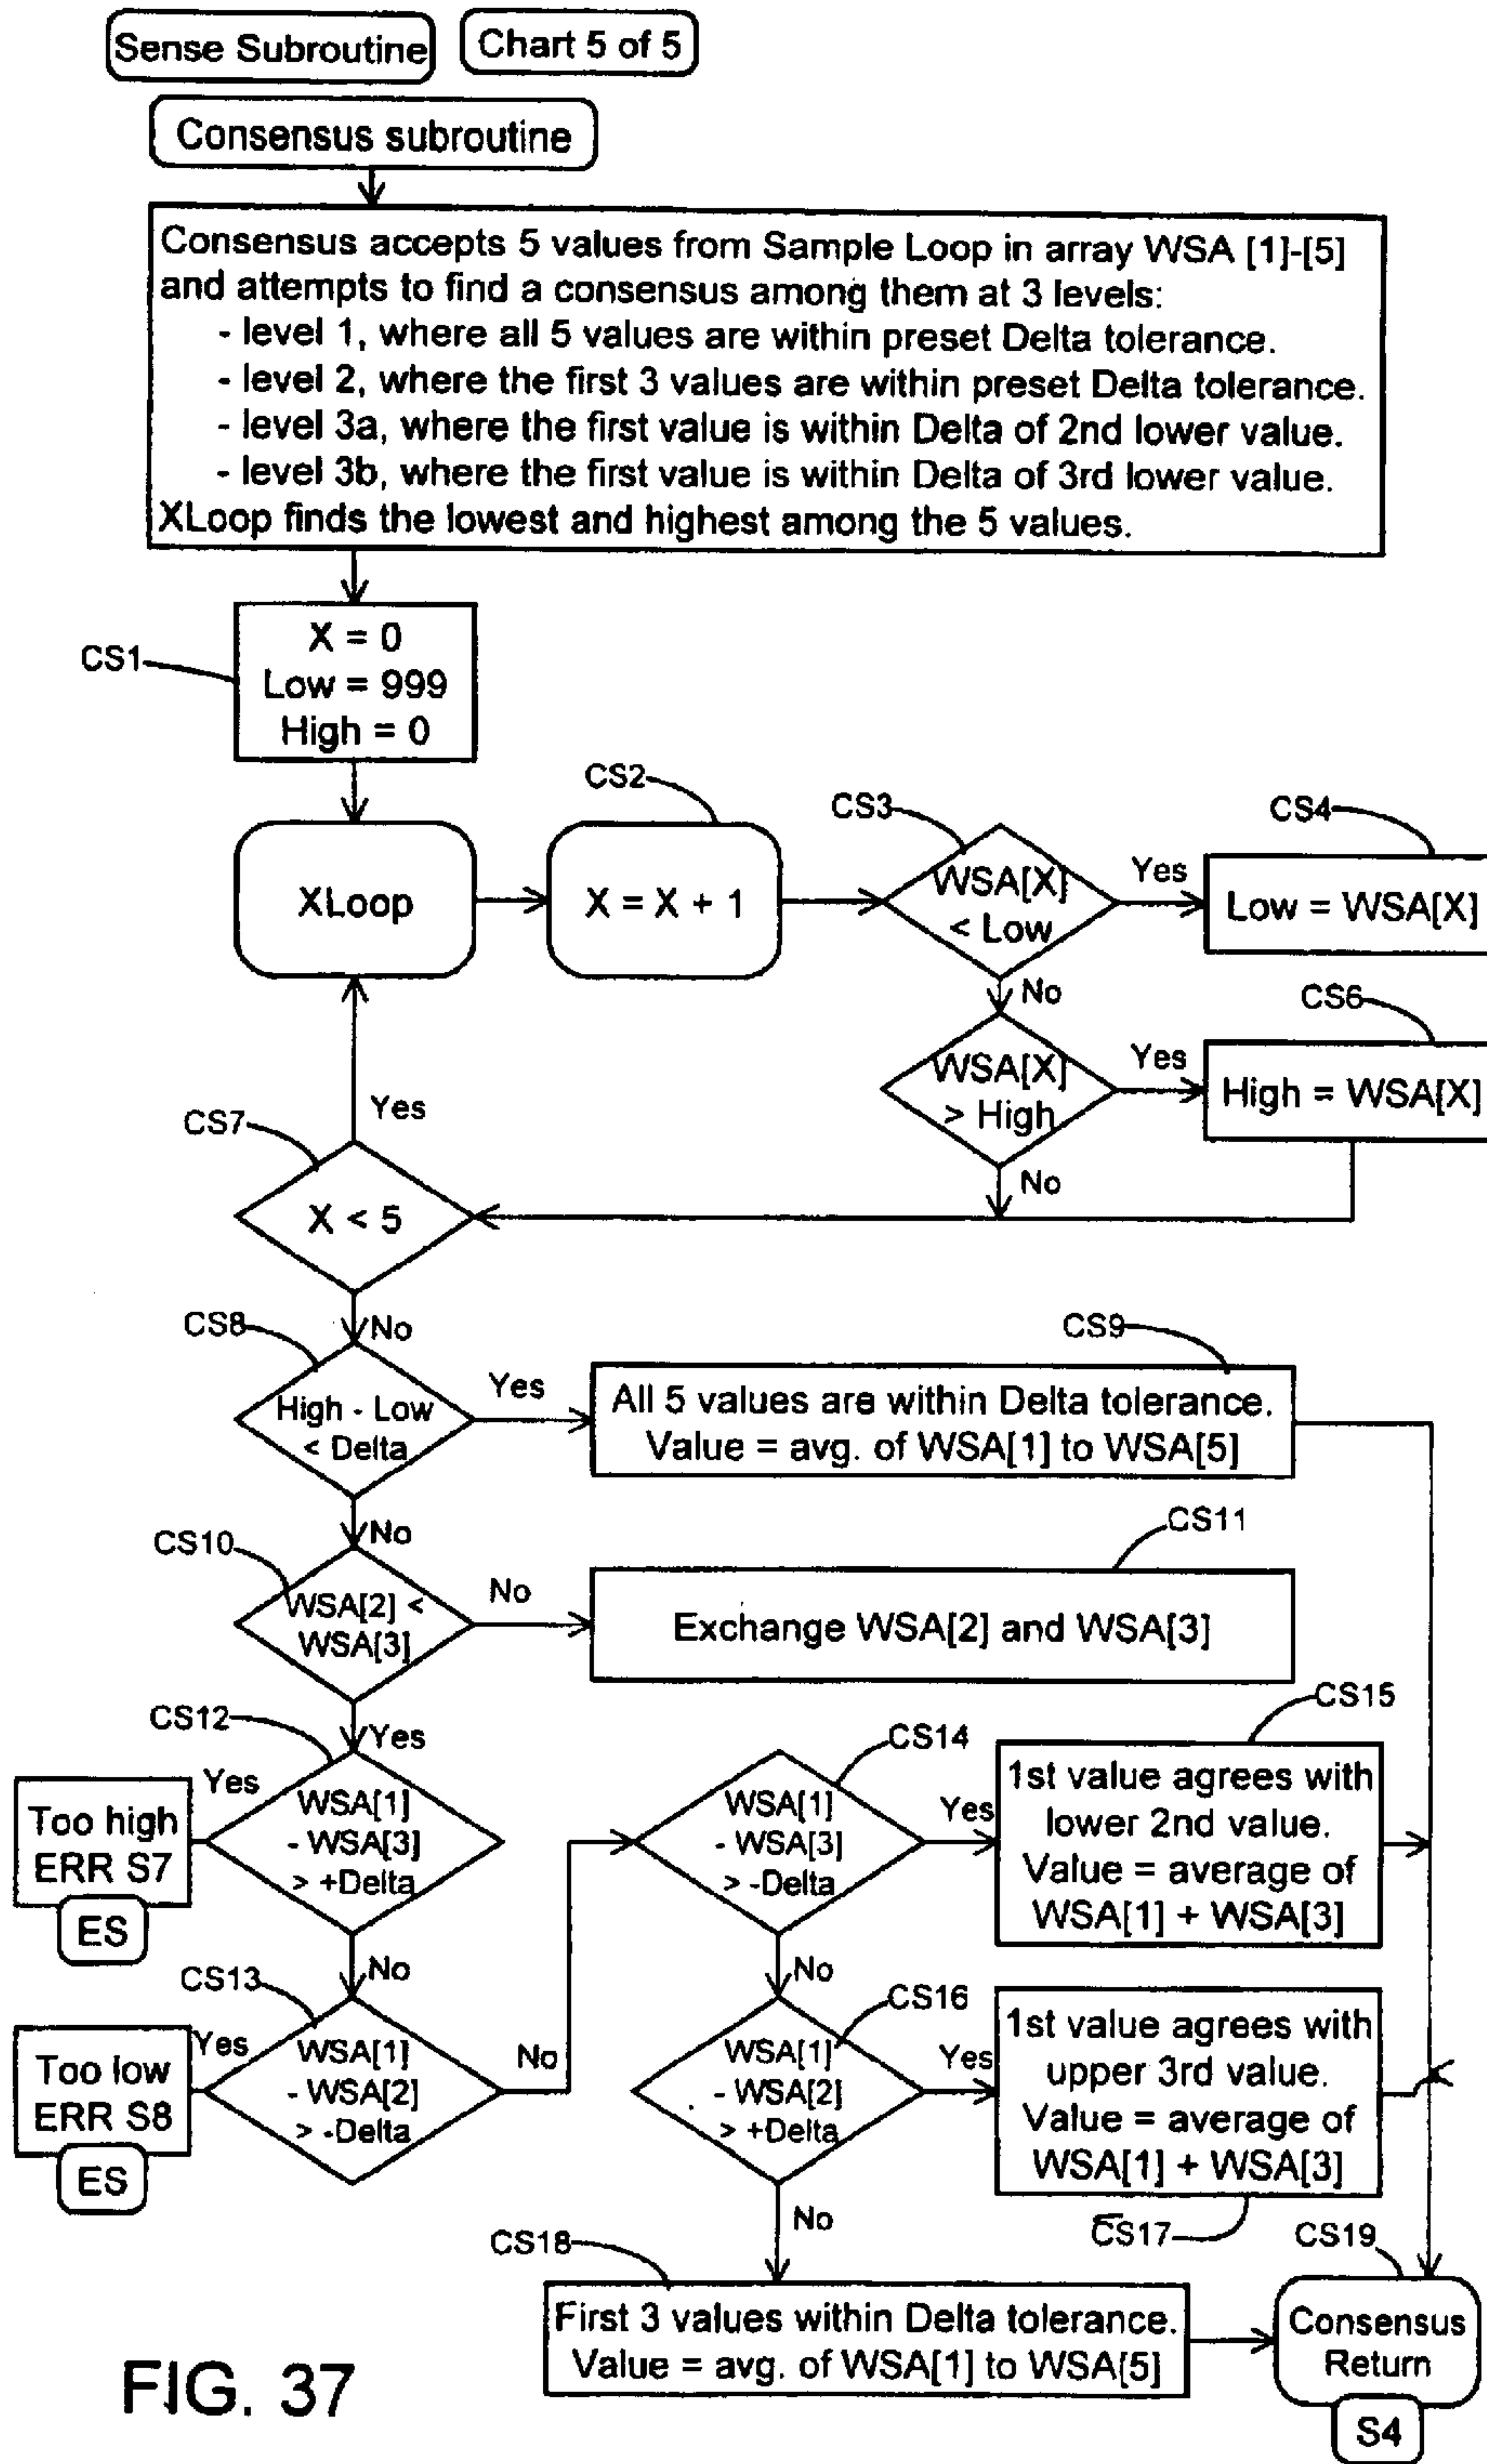 Sense Subroutine
Chart 5 of 5
Consensus subroutine
Consensus accepts 5 values from Sample Loop in array WSA [1]-[5]
and attempts to find a consensus among them at 3 levels:
- level 1, where all 5 values are within preset Delta tolerance.
- level 2, where the first 3 values are within preset Delta tolerance.
- level 3a, where the first value is within Delta of 2nd lower value.
- level 3b, where the first value is within Delta of 3rd lower value.
XLoop finds the lowest and highest among the 5 values.
CS1
X = 0
Low = 999
High = 0
XLoop
CS2
X = X + 1
CS3
WSA[X]
< Low
Yes
CS4
Low = WSA[X]
No
WSA[X]
> High
Yes
CS6
High = WSA[X]
No
CS7
Yes
X < 5
No
CS8
High - Low
< Delta
Yes
CS9
All 5 values are within Delta tolerance.
Value = avg. of WSA[1] to WSA[5]
No
CS10
WSA[2] <
WSA[3]
No
CS11
Exchange WSA[2] and WSA[3]
Yes
CS12
WSA[1]
- WSA[3]
> +Delta
Yes
Too high
ERR S7
ES
No
CS13
WSA[1]
- WSA[2]
> -Delta
Yes
Too low
ERR S8
ES
No
CS14
WSA[1]
- WSA[3]
> -Delta
Yes
CS15
1st value agrees with
lower 2nd value.
Value = average of
WSA[1] + WSA[3]
No
CS16
WSA[1]
- WSA[2]
> +Delta
Yes
1st value agrees with
upper 3rd value.
Value = average of
WSA[1] + WSA[3]
CS17
No
CS18
First 3 values within Delta tolerance.
Value = avg. of WSA[1] to WSA[5]
CS19
Consensus
Return
S4
FIG. 37